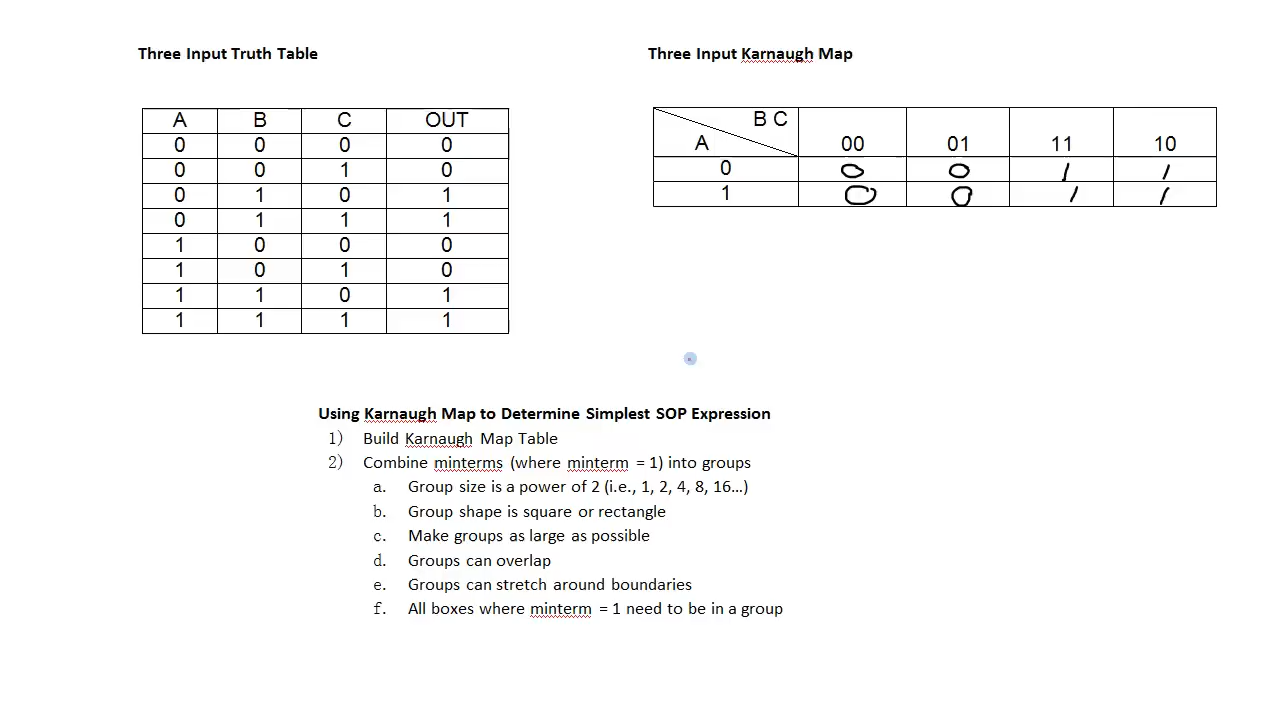 Three Input Truth Table
A B C OUT
0 0 0 0
0 0 1 0
0 1 0 1
0 1 1 1
1 0 0 0
1 0 1 0
1 1 0 1
1 1 1 1
Three Input Karnaugh Map
B C
A 00 01 11 10
0 0 0 1 1
1 0 0 1 1
Using Karnaugh Map to Determine Simplest SOP Expression
1) Build Karnaugh Map Table
2) Combine minterms (where minterm = 1) into groups
a. Group size is a power of 2 (i.e., 1, 2, 4, 8, 16…)
b. Group shape is square or rectangle
c. Make groups as large as possible
d. Groups can overlap
e. Groups can stretch around boundaries
f. All boxes where minterm = 1 need to be in a group